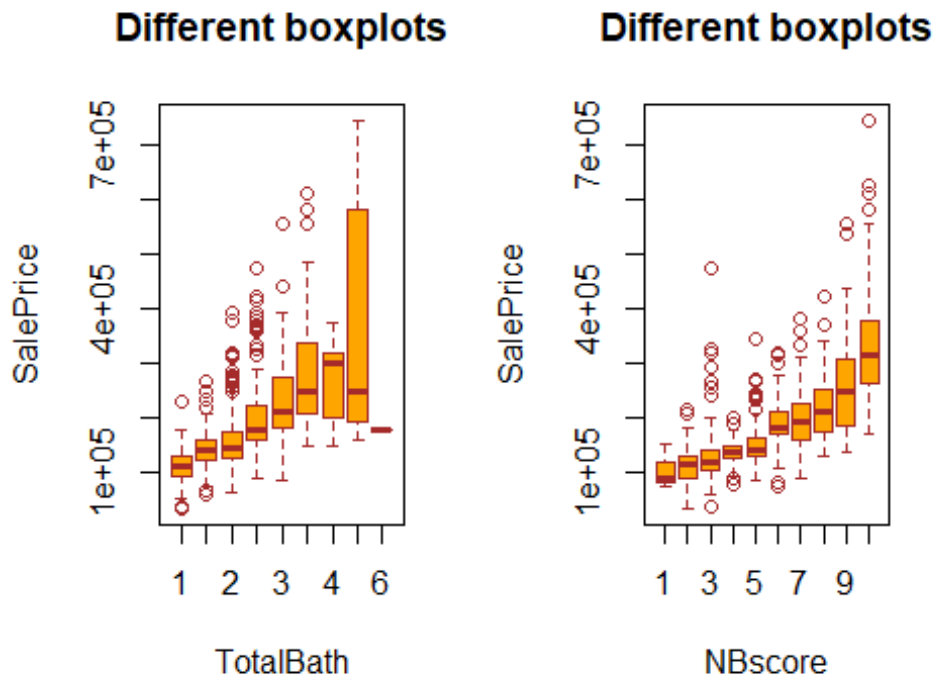 Different boxplots
SalePrice
7e+05
4e+05
1e+05
1 2 3 4 6
TotalBath
Different boxplots
SalePrice
7e+05
4e+05
1e+05
1 3 5 7 9
NBscore